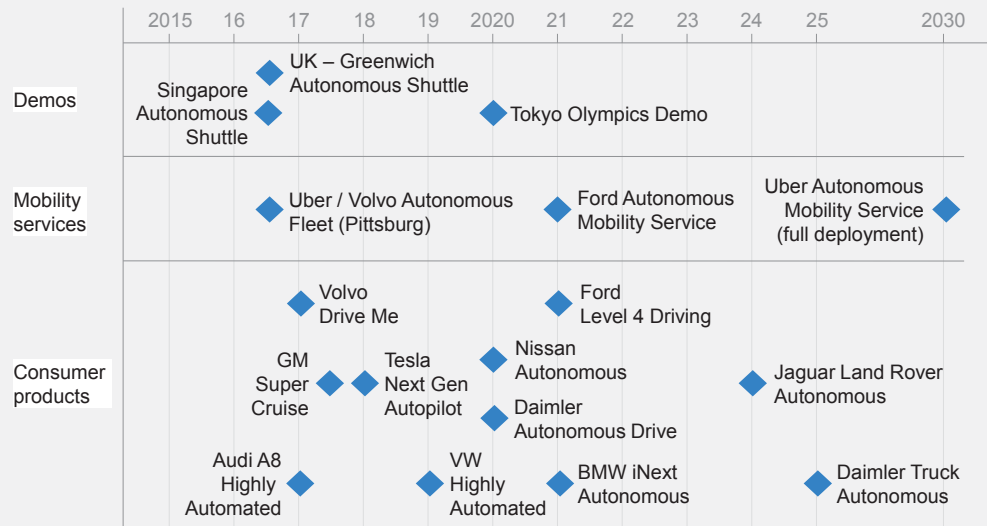 2015 16 17 18 19 2020 21 22 23 24 25 2030
Demos
UK – Greenwich
Autonomous Shuttle
Singapore
Autonomous
Shuttle
Tokyo Olympics Demo
Mobility
services
Uber / Volvo Autonomous
Fleet (Pittsburg)
Ford Autonomous
Mobility Service
Uber Autonomous
Mobility Service
(full deployment)
Consumer
products
Volvo
Drive Me
Ford
Level 4 Driving
GM
Super
Cruise
Tesla
Next Gen
Autopilot
Nissan
Autonomous
Daimler
Autonomous Drive
Jaguar Land Rover
Autonomous
Audi A8
Highly
Automated
VW
Highly
Automated
BMW iNext
Autonomous
Daimler Truck
Autonomous